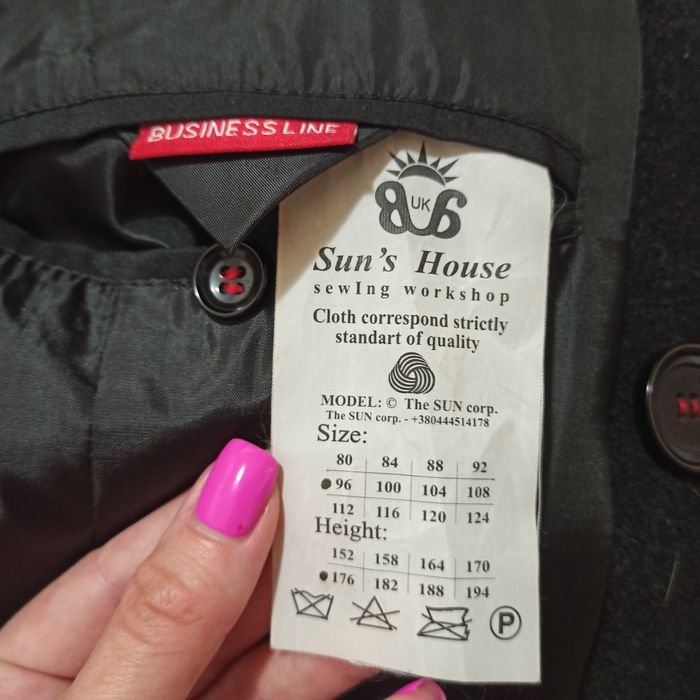 BUSINESS LINE
UK
Sun's House
sewIng workshop
Cloth correspond strictly
standart of quality
MODEL: © The SUN corp.
The SUN corp. - +380444514178
Size:
80 84 88 92
96 100 104 108
112 116 120 124
Height:
152 158 164 170
176 182 188 194
P